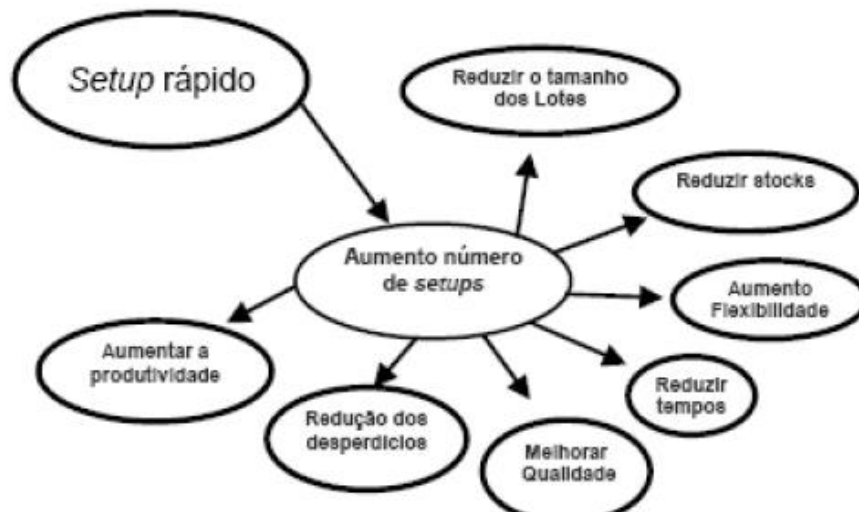 Setup rápido
Reduzir o tamanho
dos Lotes
Reduzir stocks
Aumento número
de setups
Aumento
Flexibilidade
Aumentar a
produtividade
Reduzir
tempos
Redução dos
desperdícios
Melhorar
Qualidade